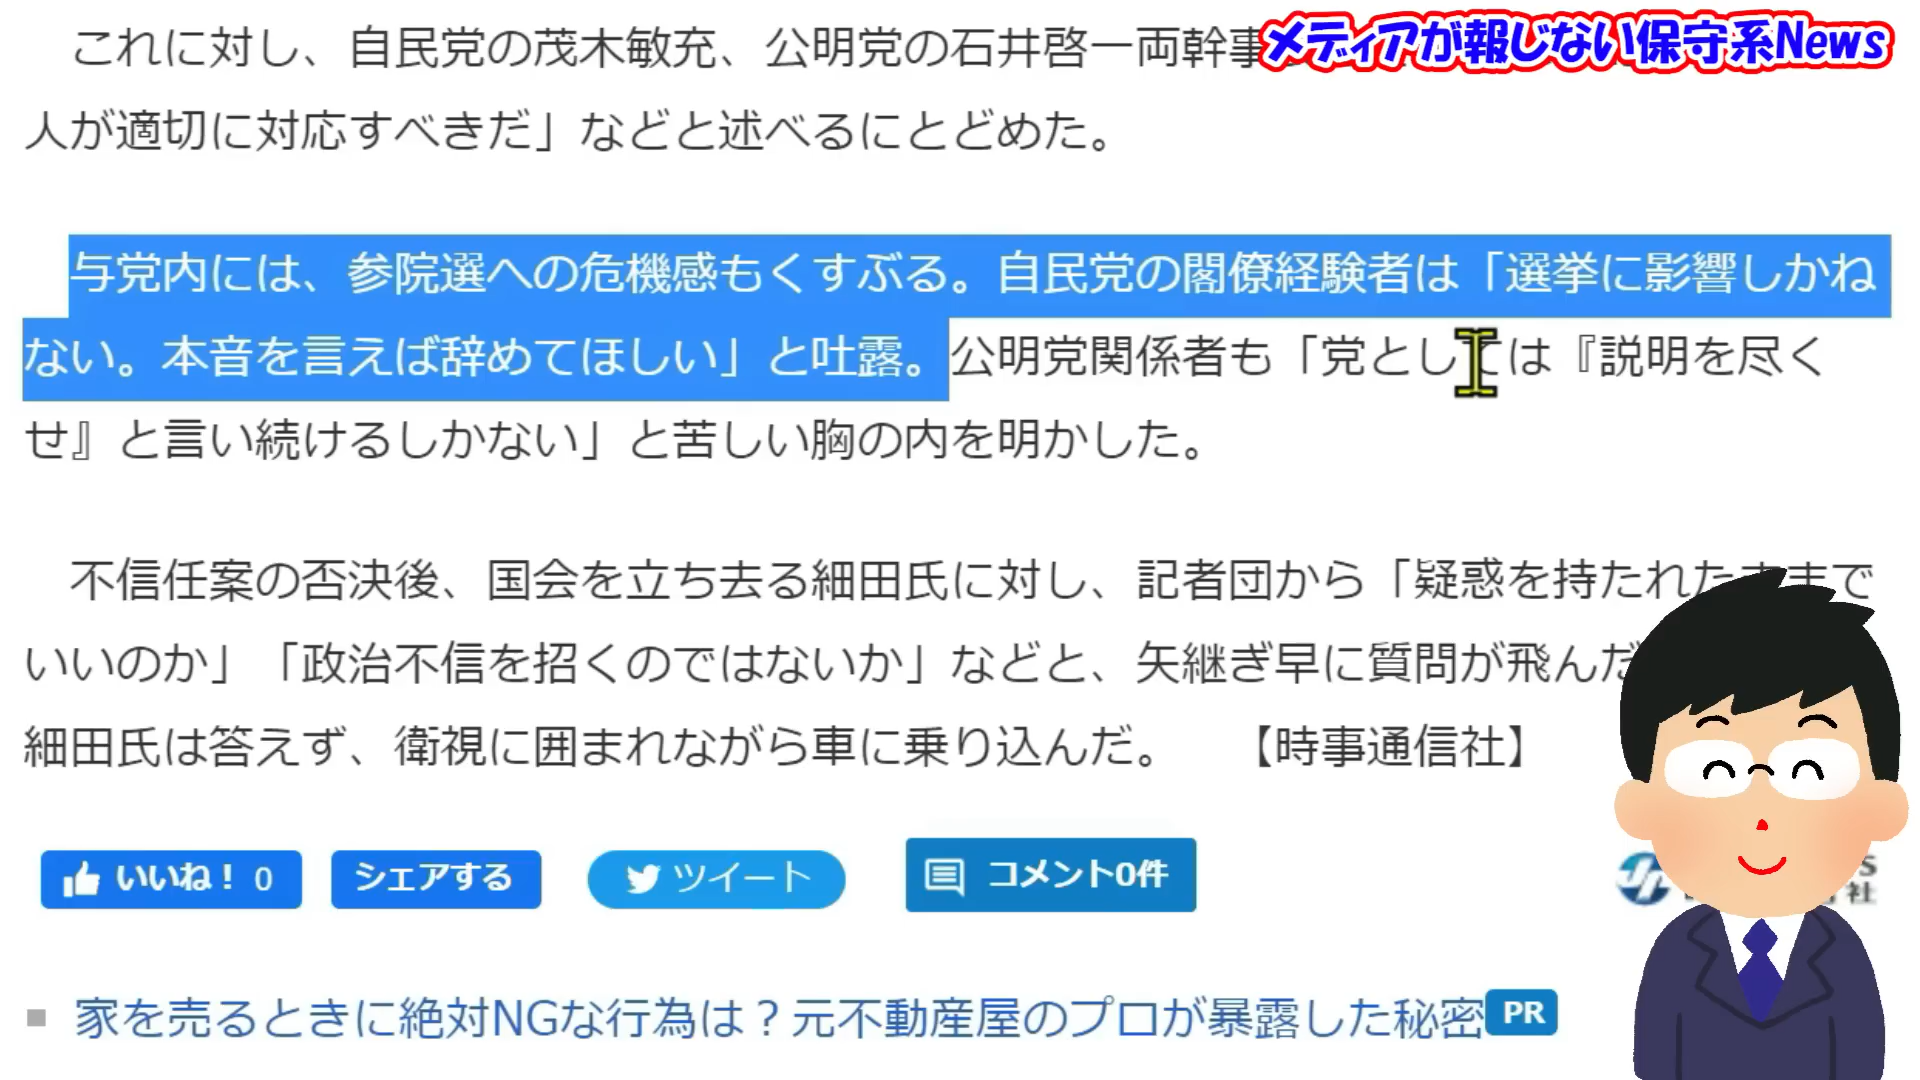 これに対し、自民党の茂木敏充、公明党の石井啓一両幹事
メディアが報じない保守系News
人が適切に対応すべきだ」などと述べるにとどめた。
与党内には、参院選への危機感もくすぶる。自民党の閣僚経験者は「選挙に影響しかね
ない。本音を言えば辞めてほしい」と吐露。公明党関係者も「党としては『説明を尽く
せ』と言い続けるしかない」と苦しい胸の内を明かした。
不信任案の否決後、国会を立ち去る細田氏に対し、記者団から「疑惑を持たれたままで
いいのか」「政治不信を招くのではないか」などと、矢継ぎ早に質問が飛んだ
細田氏は答えず、衛視に囲まれながら車に乗り込んだ。 【時事通信社】
いいね！ 0
シェアする
ツイート
コメント0件
S
社
家を売るときに絶対NGな行為は？元不動産屋のプロが暴露した秘密 PR